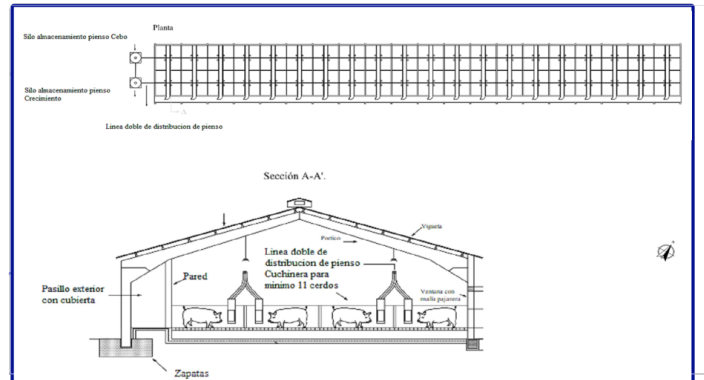 Planta
Silo almacenamiento pienso Cebo
Silo almacenamiento pienso
Crecimiento
A
Linea doble de distribucion de pienso
Sección A-A'.
Vigueta
Portico
Linea doble de
distribucion de pienso
Cuchinera para
minimo 11 cerdos
Pared
Pasillo exterior
con cubierta
Ventana con
malla pajarera
Zapatas